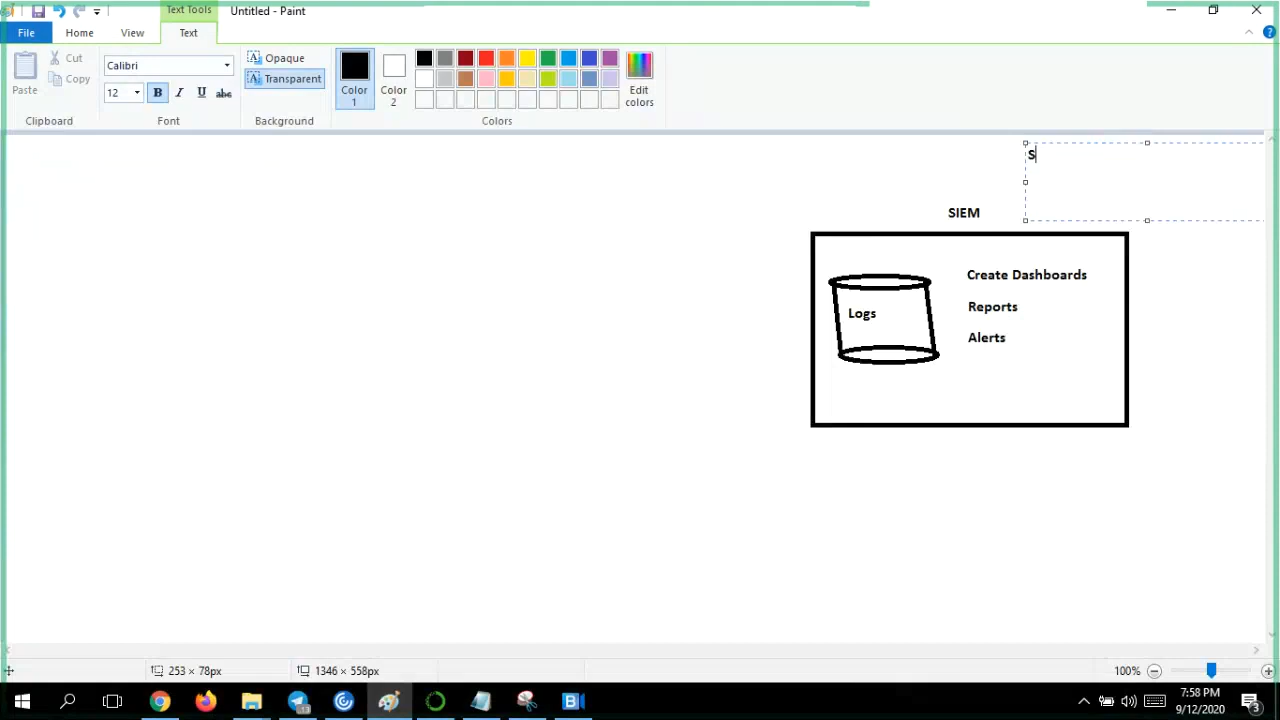 Text Tools
Untitled - Paint
File
Home
View
Text
Paste
Cut
Copy
Clipboard
Calibri
12
B
I
U
abc
Font
A
Opaque
A
Transparent
Background
Color
1
Color
2
Edit
colors
Colors
S
SIEM
Create Dashboards
Logs
Reports
Alerts
253 × 78px
1346 × 558px
100%
7:58 PM
9/12/2020
3